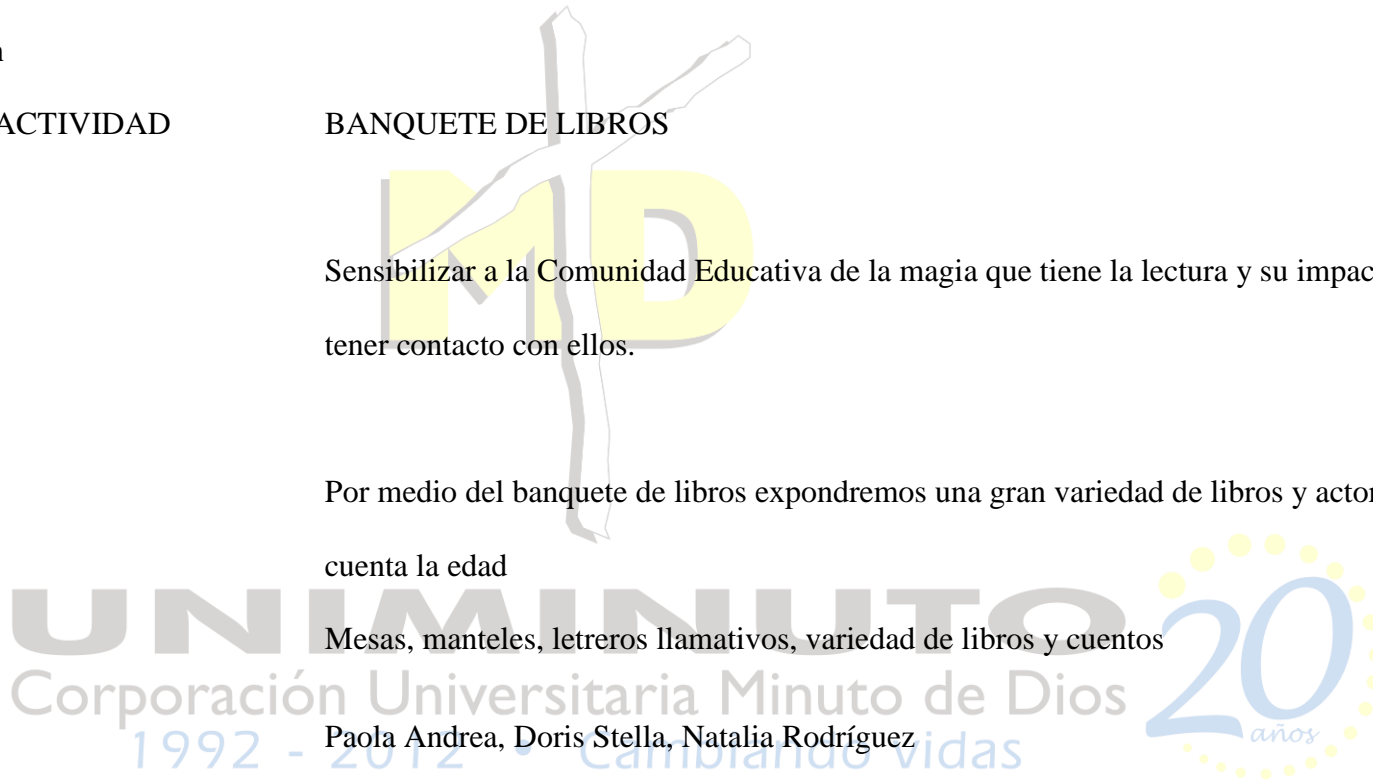 ACTIVIDAD BANQUETE DE LIBROS
Sensibilizar a la Comunidad Educativa de la magia que tiene la lectura y su impac
tener contacto con ellos.
Por medio del banquete de libros expondremos una gran variedad de libros y actor
cuenta la edad
Mesas, manteles, letreros llamativos, variedad de libros y cuentos
Paola Andrea, Doris Stella, Natalia Rodríguez
MD
UNIMINUTO
Corporación Universitaria Minuto de Dios
1992 - 2012 • Cambiando vidas
20
años